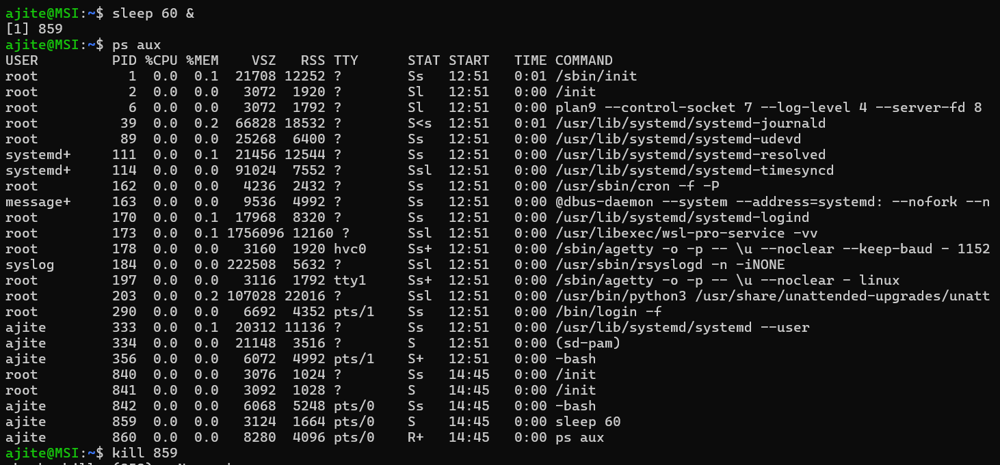 ajite@MSI:~$ sleep 60 &
[1] 859
ajite@MSI:~$ ps aux
USER         PID %CPU %MEM    VSZ   RSS TTY      STAT START   TIME COMMAND
root           1  0.0  0.1  21708 12252 ?        Ss   12:51   0:01 /sbin/init
root           2  0.0  0.0   3072  1920 ?        Sl   12:51   0:00 /init
root           6  0.0  0.0   3072  1792 ?        Sl   12:51   0:00 plan9 --control-socket 7 --log-level 4 --server-fd 8
root          39  0.0  0.2  66828 18532 ?        S<s  12:51   0:01 /usr/lib/systemd/systemd-journald
root          89  0.0  0.0  25268  6400 ?        Ss   12:51   0:00 /usr/lib/systemd/systemd-udevd
systemd+     111  0.0  0.1  21456 12544 ?        Ss   12:51   0:00 /usr/lib/systemd/systemd-resolved
systemd+     114  0.0  0.0  91024  7552 ?        Ssl  12:51   0:00 /usr/lib/systemd/systemd-timesyncd
root         162  0.0  0.0   4236  2432 ?        Ss   12:51   0:00 /usr/sbin/cron -f -P
message+     163  0.0  0.0   9536  4992 ?        Ss   12:51   0:00 @dbus-daemon --system --address=systemd: --nofork --n
root         170  0.0  0.1  17968  8320 ?        Ss   12:51   0:00 /usr/lib/systemd/systemd-logind
root         173  0.0  0.1 1756096 12160 ?       Ssl  12:51   0:00 /usr/libexec/wsl-pro-service -vv
root         178  0.0  0.0   3160  1920 hvc0     Ss+  12:51   0:00 /sbin/agetty -o -p -- \u --noclear --keep-baud - 1152
syslog       184  0.0  0.0 222508  5632 ?        Ssl  12:51   0:00 /usr/sbin/rsyslogd -n -iNONE
root         197  0.0  0.0   3116  1792 tty1     Ss+  12:51   0:00 /sbin/agetty -o -p -- \u --noclear - linux
root         203  0.0  0.2 107028 22016 ?        Ssl  12:51   0:00 /usr/bin/python3 /usr/share/unattended-upgrades/unatt
root         290  0.0  0.0   6692  4352 pts/1    Ss   12:51   0:00 /bin/login -f
ajite        333  0.0  0.1  20312 11136 ?        Ss   12:51   0:00 /usr/lib/systemd/systemd --user
ajite        334  0.0  0.0  21148  3516 ?        S    12:51   0:00 (sd-pam)
ajite        356  0.0  0.0   6072  4992 pts/1    S+   12:51   0:00 -bash
root         840  0.0  0.0   3076  1024 ?        Ss   14:45   0:00 /init
root         841  0.0  0.0   3092  1028 ?        S    14:45   0:00 /init
ajite        842  0.0  0.0   6068  5248 pts/0    Ss   14:45   0:00 -bash
ajite        859  0.0  0.0   3124  1664 pts/0    S    14:45   0:00 sleep 60
ajite        860  0.0  0.0   8280  4096 pts/0    R+   14:45   0:00 ps aux
ajite@MSI:~$ kill 859